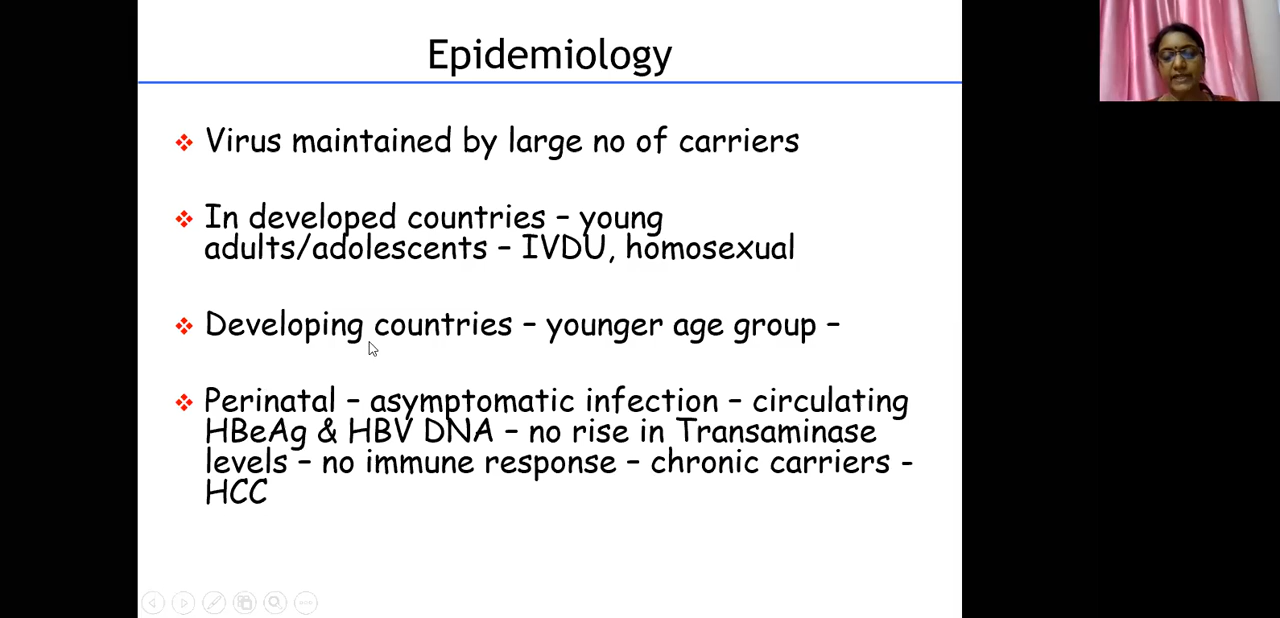 Epidemiology
Virus maintained by large no of carriers
In developed countries – young
adults/adolescents – IVDU, homosexual
Developing countries – younger age group –
Perinatal – asymptomatic infection – circulating
HBeAg & HBV DNA – no rise in Transaminase
levels – no immune response – chronic carriers -
HCC